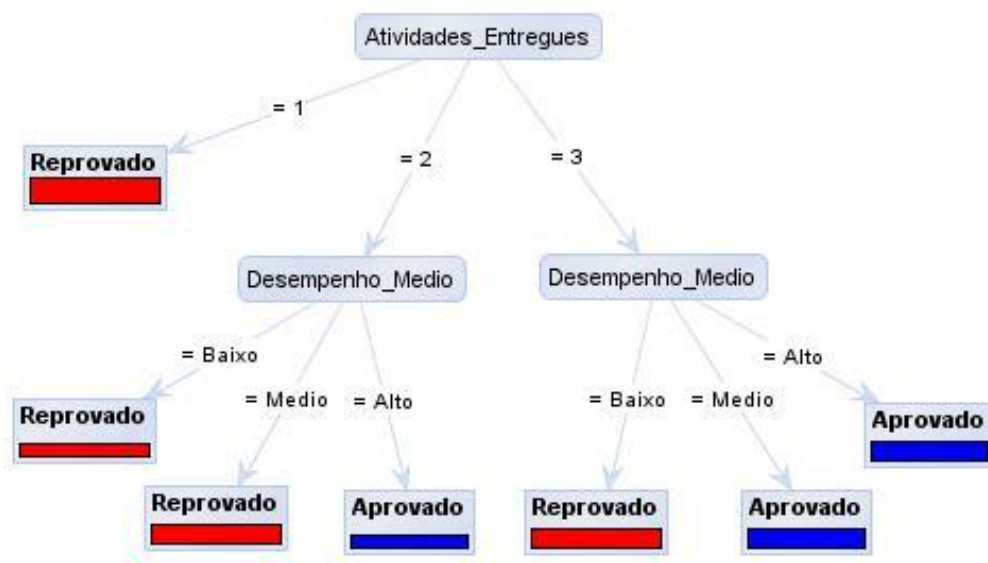 Atividades_Entregues
= 1
= 2
= 3
Reprovado
Desempenho_Medio
Desempenho_Medio
= Baixo
= Medio
= Alto
= Baixo
= Medio
= Alto
Reprovado
Reprovado
Aprovado
Reprovado
Aprovado
Aprovado